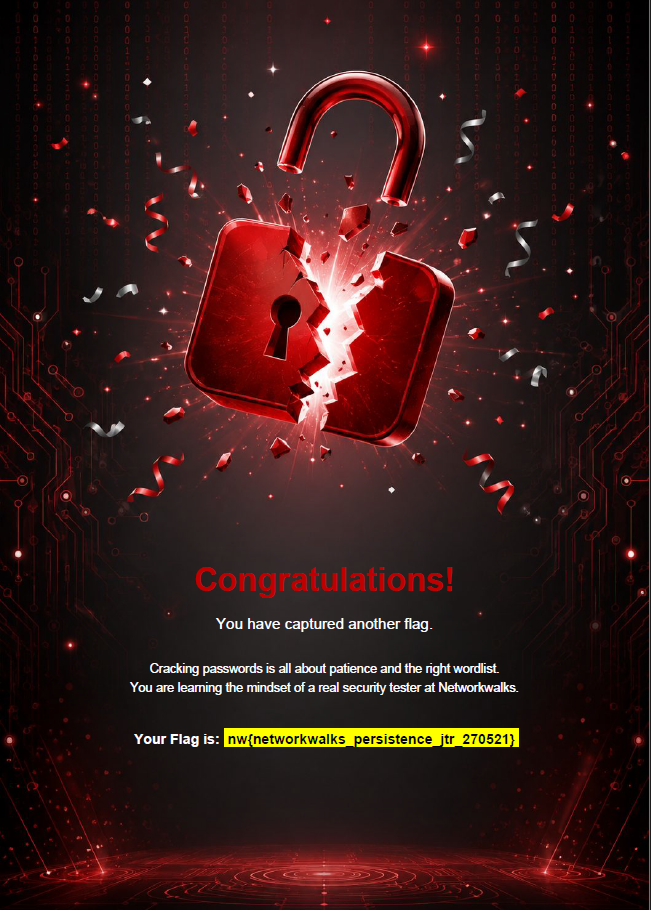 Congratulations!
You have captured another flag.
Cracking passwords is all about patience and the right wordlist.
You are learning the mindset of a real security tester at Networkwalks.
Your Flag is: nw{networkwalks_persistence_jtr_270521}